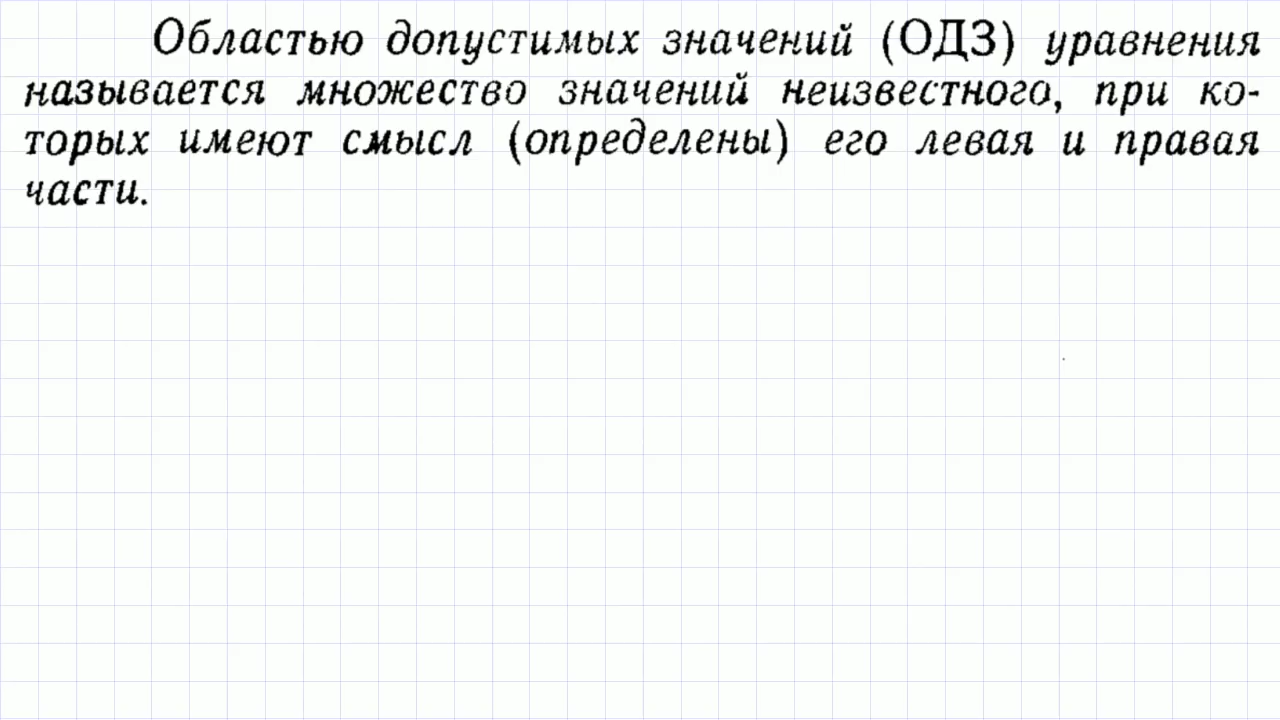 Областью допустимых значений (ОДЗ) уравнения
называется множество значений неизвестного, при ко-
торых имеют смысл (определены) его левая и правая
части.